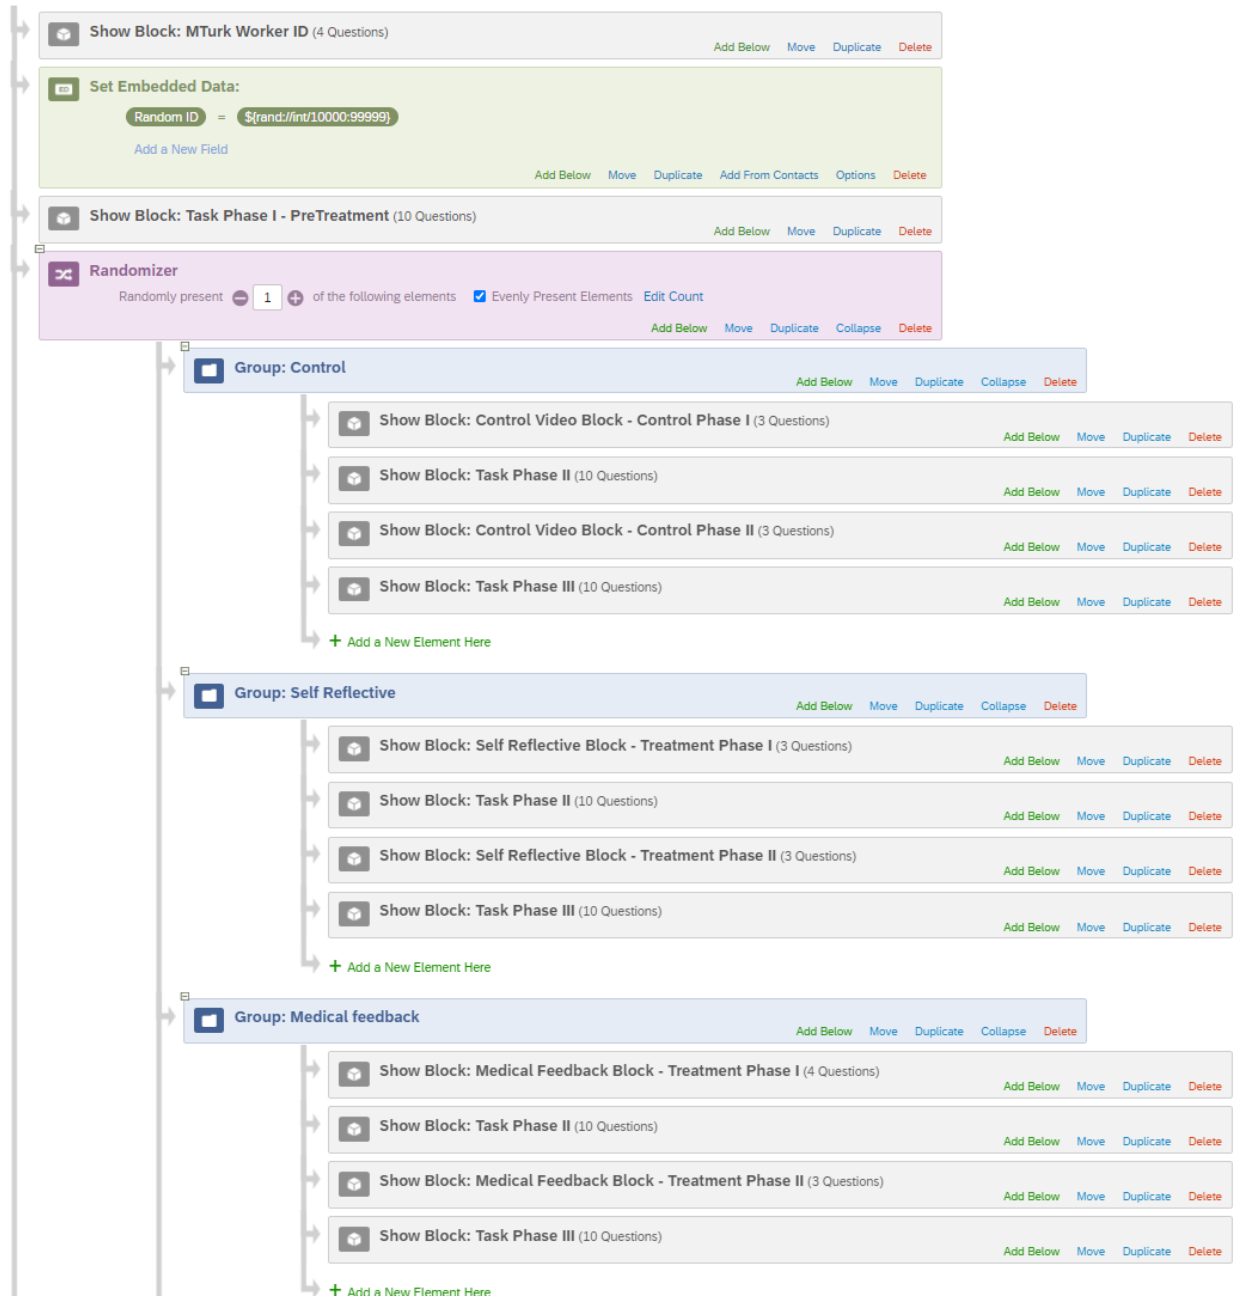 Show Block: MTurk Worker ID (4 Questions)
Add Below Move Duplicate Delete
Set Embedded Data:
Random ID = ${rand://int/10000:99999}
Add a New Field
Add Below Move Duplicate Add From Contacts Options Delete
Show Block: Task Phase I - PreTreatment (10 Questions)
Add Below Move Duplicate Delete
Randomizer
Randomly present 1 of the following elements Evenly Present Elements Edit Count
Add Below Move Duplicate Collapse Delete
Group: Control
Add Below Move Duplicate Collapse Delete
Show Block: Control Video Block - Control Phase I (3 Questions)
Add Below Move Duplicate Delete
Show Block: Task Phase II (10 Questions)
Add Below Move Duplicate Delete
Show Block: Control Video Block - Control Phase II (3 Questions)
Add Below Move Duplicate Delete
Show Block: Task Phase III (10 Questions)
Add Below Move Duplicate Delete
+ Add a New Element Here
Group: Self Reflective
Add Below Move Duplicate Collapse Delete
Show Block: Self Reflective Block - Treatment Phase I (3 Questions)
Add Below Move Duplicate Delete
Show Block: Task Phase II (10 Questions)
Add Below Move Duplicate Delete
Show Block: Self Reflective Block - Treatment Phase II (3 Questions)
Add Below Move Duplicate Delete
Show Block: Task Phase III (10 Questions)
Add Below Move Duplicate Delete
+ Add a New Element Here
Group: Medical feedback
Add Below Move Duplicate Collapse Delete
Show Block: Medical Feedback Block - Treatment Phase I (4 Questions)
Add Below Move Duplicate Delete
Show Block: Task Phase II (10 Questions)
Add Below Move Duplicate Delete
Show Block: Medical Feedback Block - Treatment Phase II (3 Questions)
Add Below Move Duplicate Delete
Show Block: Task Phase III (10 Questions)
Add Below Move Duplicate Delete
+ Add a New Element Here